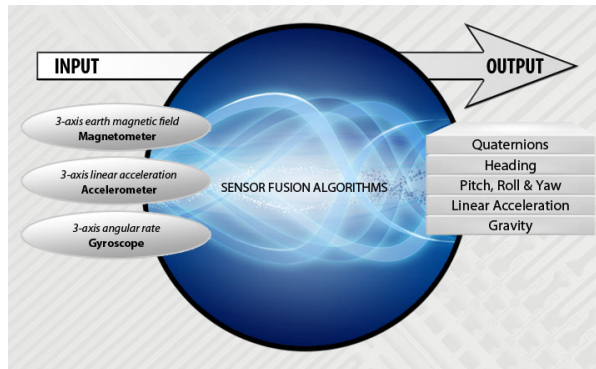 INPUT
OUTPUT
3-axis earth magnetic field
Magnetometer
3-axis linear acceleration
Accelerometer
3-axis angular rate
Gyroscope
SENSOR FUSION ALGORITHMS
Quaternions
Heading
Pitch, Roll & Yaw
Linear Acceleration
Gravity